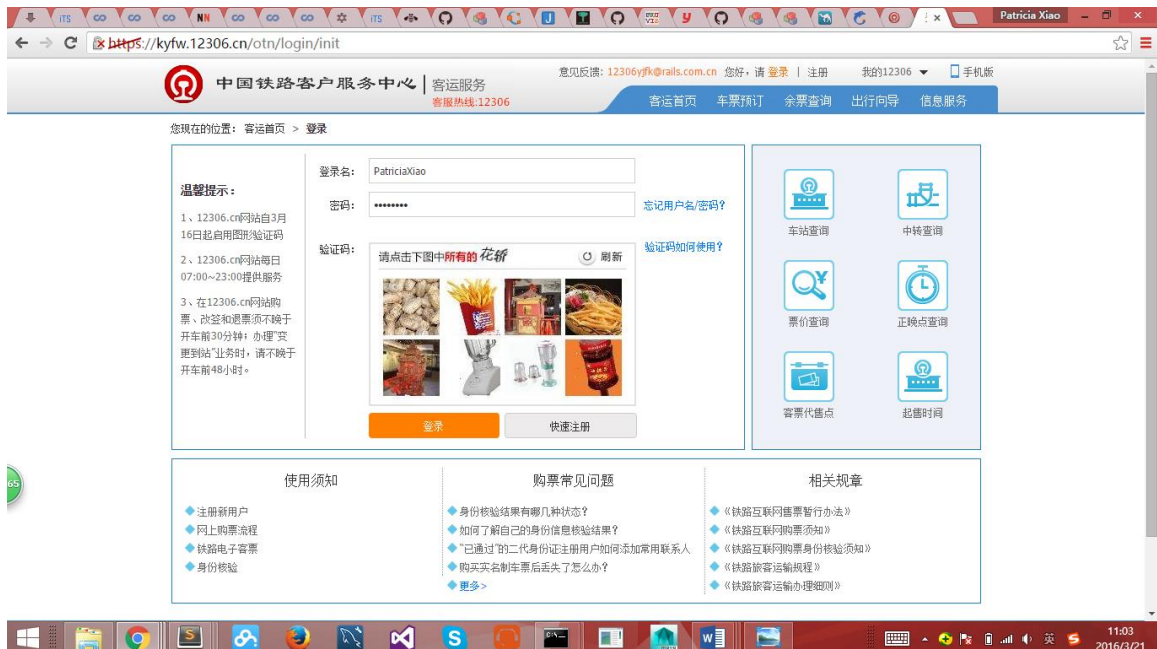 Patricia Xiao
https://kyfw.12306.cn/otn/login/init
中国铁路客户服务中心
客运服务
客服热线:12306
意见反馈: 12306yjfk@rails.com.cn 您好，请 登录 | 注册 我的12306 手机版
客运首页 车票预订 余票查询 出行向导 信息服务
您现在的位置: 客运首页 > 登录
温馨提示:
1、12306.cn网站自3月
16日起启用图形验证码
2、12306.cn网站每日
07:00~23:00提供服务
3、在12306.cn网站购
票、改签和退票须不晚于
开车前30分钟；办理"变
更到站"业务时，请不晚于
开车前48小时。
登录名: PatriciaXiao
密码: ••••••••
忘记用户名/密码?
验证码:
请点击下图中所有的 花轿
刷新
验证码如何使用?
登录 快速注册
车站查询 中转查询
票价查询 正晚点查询
客票代售点 起售时间
使用须知
注册新用户
网上购票流程
铁路电子客票
身份核验
购票常见问题
身份核验结果有哪几种状态?
如何了解自己的身份信息核验结果?
"已通过"的二代身份证注册用户如何添加常用联系人
购买实名制车票后丢失了怎么办?
更多>
相关规章
《铁路互联网售票暂行办法》
《铁路互联网购票须知》
《铁路互联网购票身份核验须知》
《铁路旅客运输规程》
《铁路旅客运输办理细则》
65
英
11:03
2016/3/21